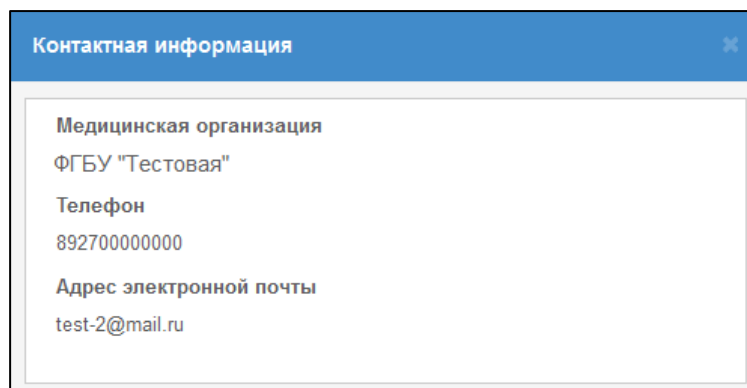 Контактная информация
Медицинская организация
ФГБУ "Тестовая"
Телефон
892700000000
Адрес электронной почты
test-2@mail.ru